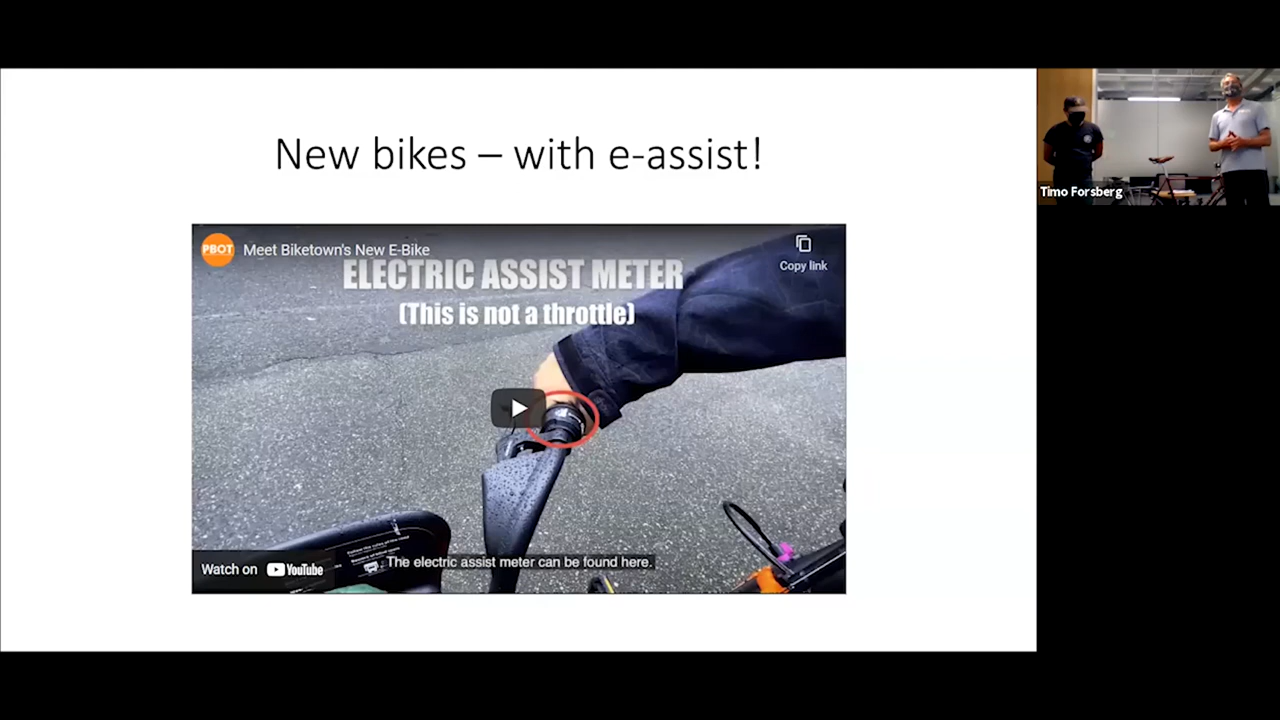 New bikes – with e-assist!
PBOT
Meet Biketown's New E-Bike
Copy link
ELECTRIC ASSIST METER
(This is not a throttle)
The electric assist meter can be found here.
Watch on
YouTube
Timo Forsberg